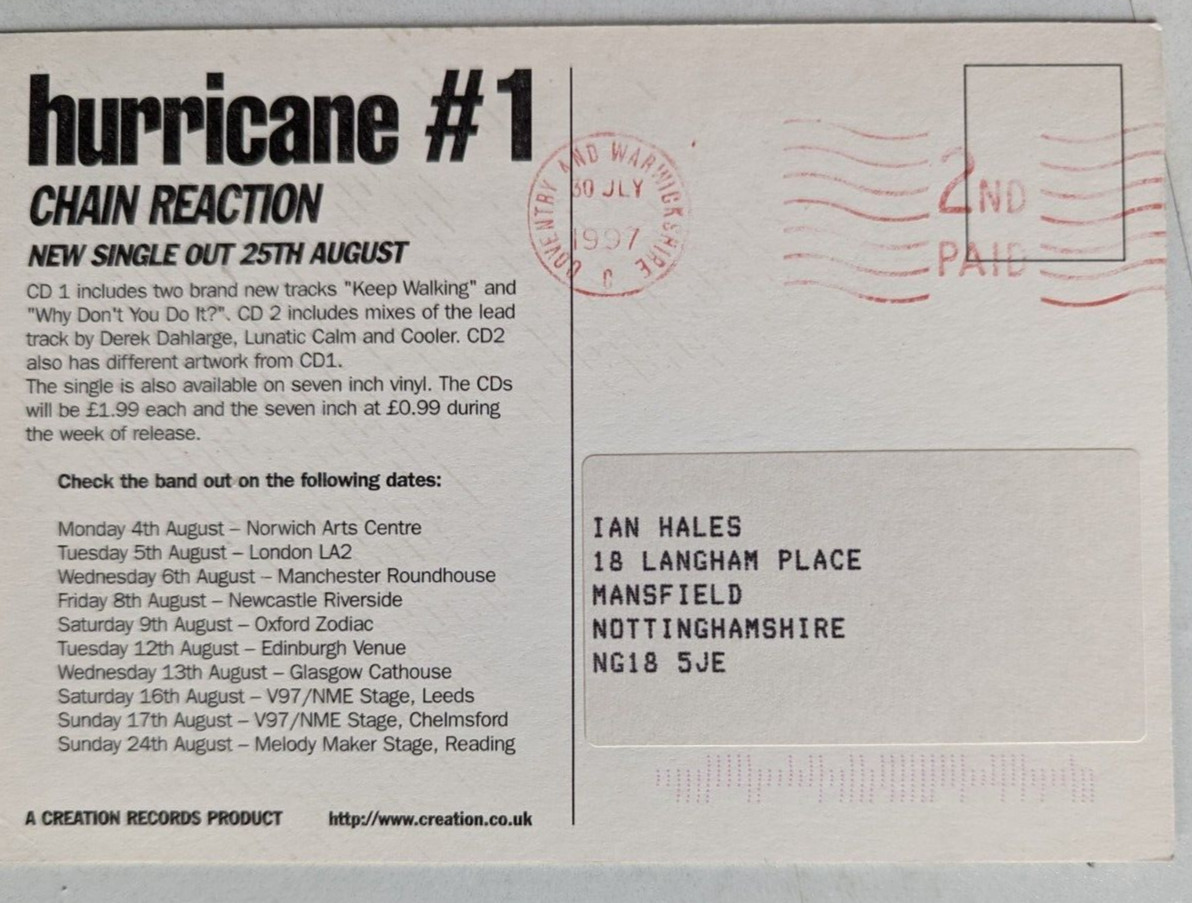 hurricane #1
CHAIN REACTION
NEW SINGLE OUT 25TH AUGUST
CD 1 includes two brand new tracks "Keep Walking" and
"Why Don't You Do It?". CD 2 includes mixes of the lead
track by Derek Dahlarge, Lunatic Calm and Cooler. CD2
also has different artwork from CD1.
The single is also available on seven inch vinyl. The CDs
will be £1.99 each and the seven inch at £0.99 during
the week of release.
Check the band out on the following dates:
Monday 4th August – Norwich Arts Centre
Tuesday 5th August – London LA2
Wednesday 6th August – Manchester Roundhouse
Friday 8th August – Newcastle Riverside
Saturday 9th August – Oxford Zodiac
Tuesday 12th August – Edinburgh Venue
Wednesday 13th August – Glasgow Cathouse
Saturday 16th August – V97/NME Stage, Leeds
Sunday 17th August – V97/NME Stage, Chelmsford
Sunday 24th August – Melody Maker Stage, Reading
A CREATION RECORDS PRODUCT http://www.creation.co.uk
COVENTRY AND WARWICKSHIRE
30 JLY
1997
2ND
PAID
IAN HALES
18 LANGHAM PLACE
MANSFIELD
NOTTINGHAMSHIRE
NG18 5JE